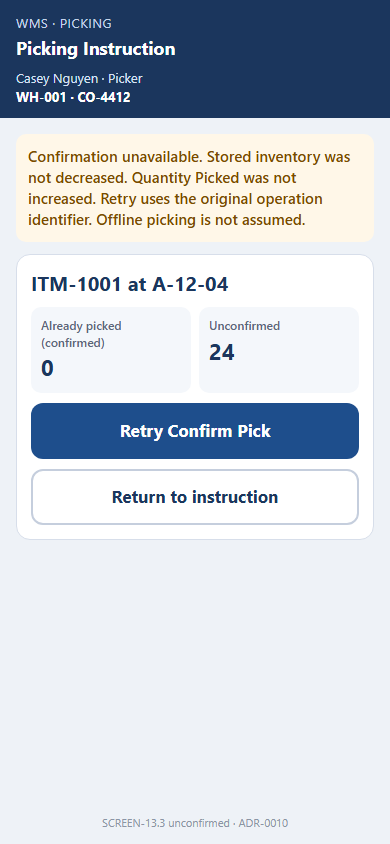 WMS · PICKING
Picking Instruction
Casey Nguyen · Picker
WH-001 · CO-4412
Confirmation unavailable. Stored inventory was
not decreased. Quantity Picked was not
increased. Retry uses the original operation
identifier. Offline picking is not assumed.
ITM-1001 at A-12-04
Already picked
(confirmed)
0
Unconfirmed
24
Retry Confirm Pick
Return to instruction
SCREEN-13.3 unconfirmed · ADR-0010